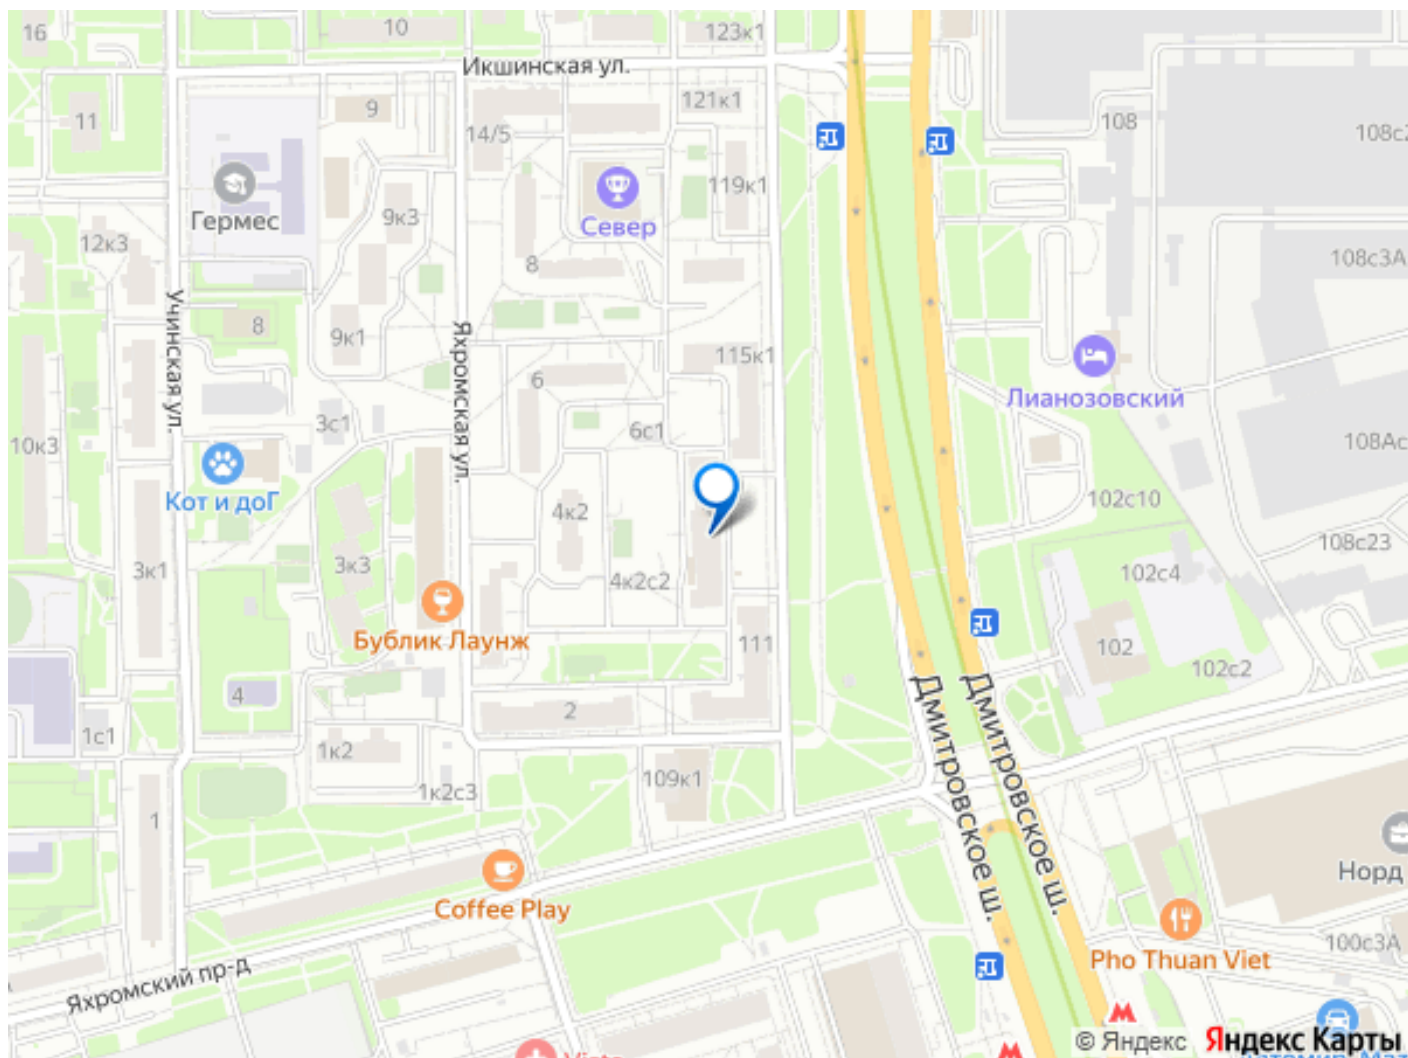 16
10
123к1
Икшинская ул.
9
121к1
11
14/5
108
108с2
119к1
Гермес
9к3
Север
12к3
8
108с3А
Учинская ул.
8
9к1
Яхромская ул.
115к1
6
Лианозовский
3с1
6с1
10к3
108Ас
Кот и доГ
102с10
4к2
108с23
3к1
3к3
4к2с2
102с4
Бублик Лаунж
111
102
102с2
4
Дмитровское ш.
Дмитровское ш.
2
1с1
1к2
109к1
1к2с3
1
Норд
Coffee Play
100с3А
Pho Thuan Viet
Яхромский пр-д
© Яндекс
Яндекс Карты